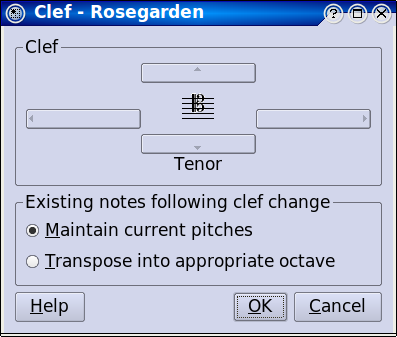 Clef - Rosegarden
Clef
Tenor
Existing notes following clef change
Maintain current pitches
Transpose into appropriate octave
Help OK Cancel